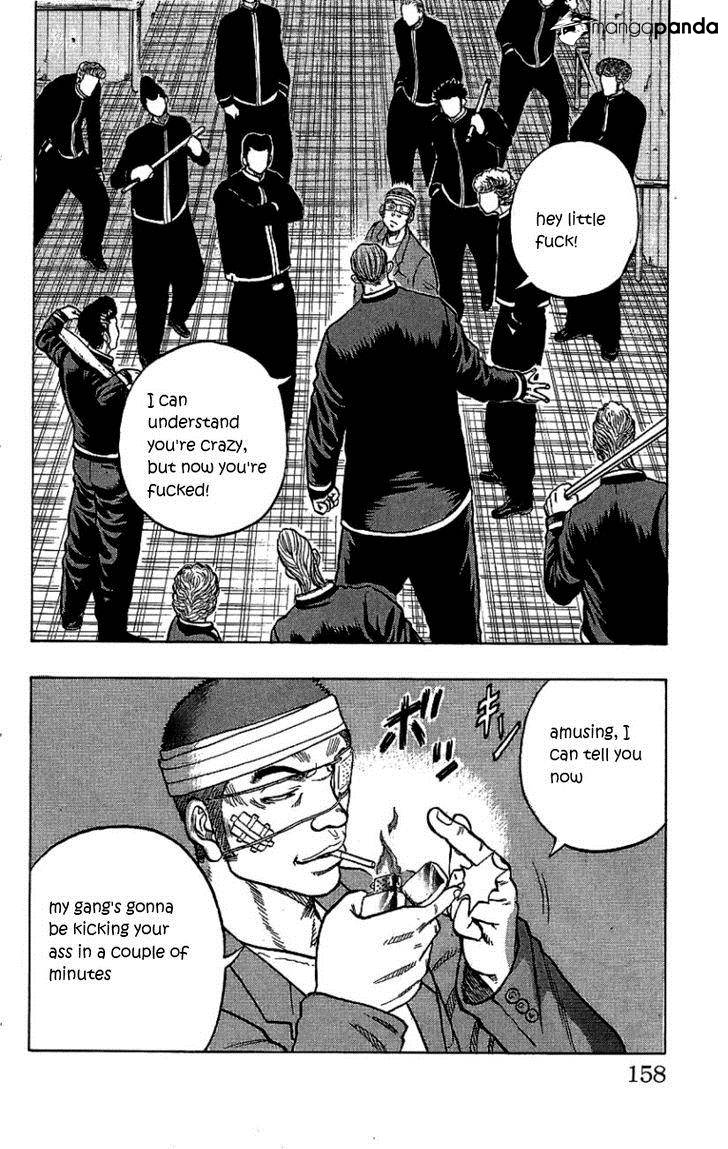 mangapanda
hey little
fuck!
I can
understand
you're crazy,
but now you're
fucked!
amusing, I
can tell you
now
ボッ
キン
my gang's gonna
be kicking your
ass in a couple of
minutes
158